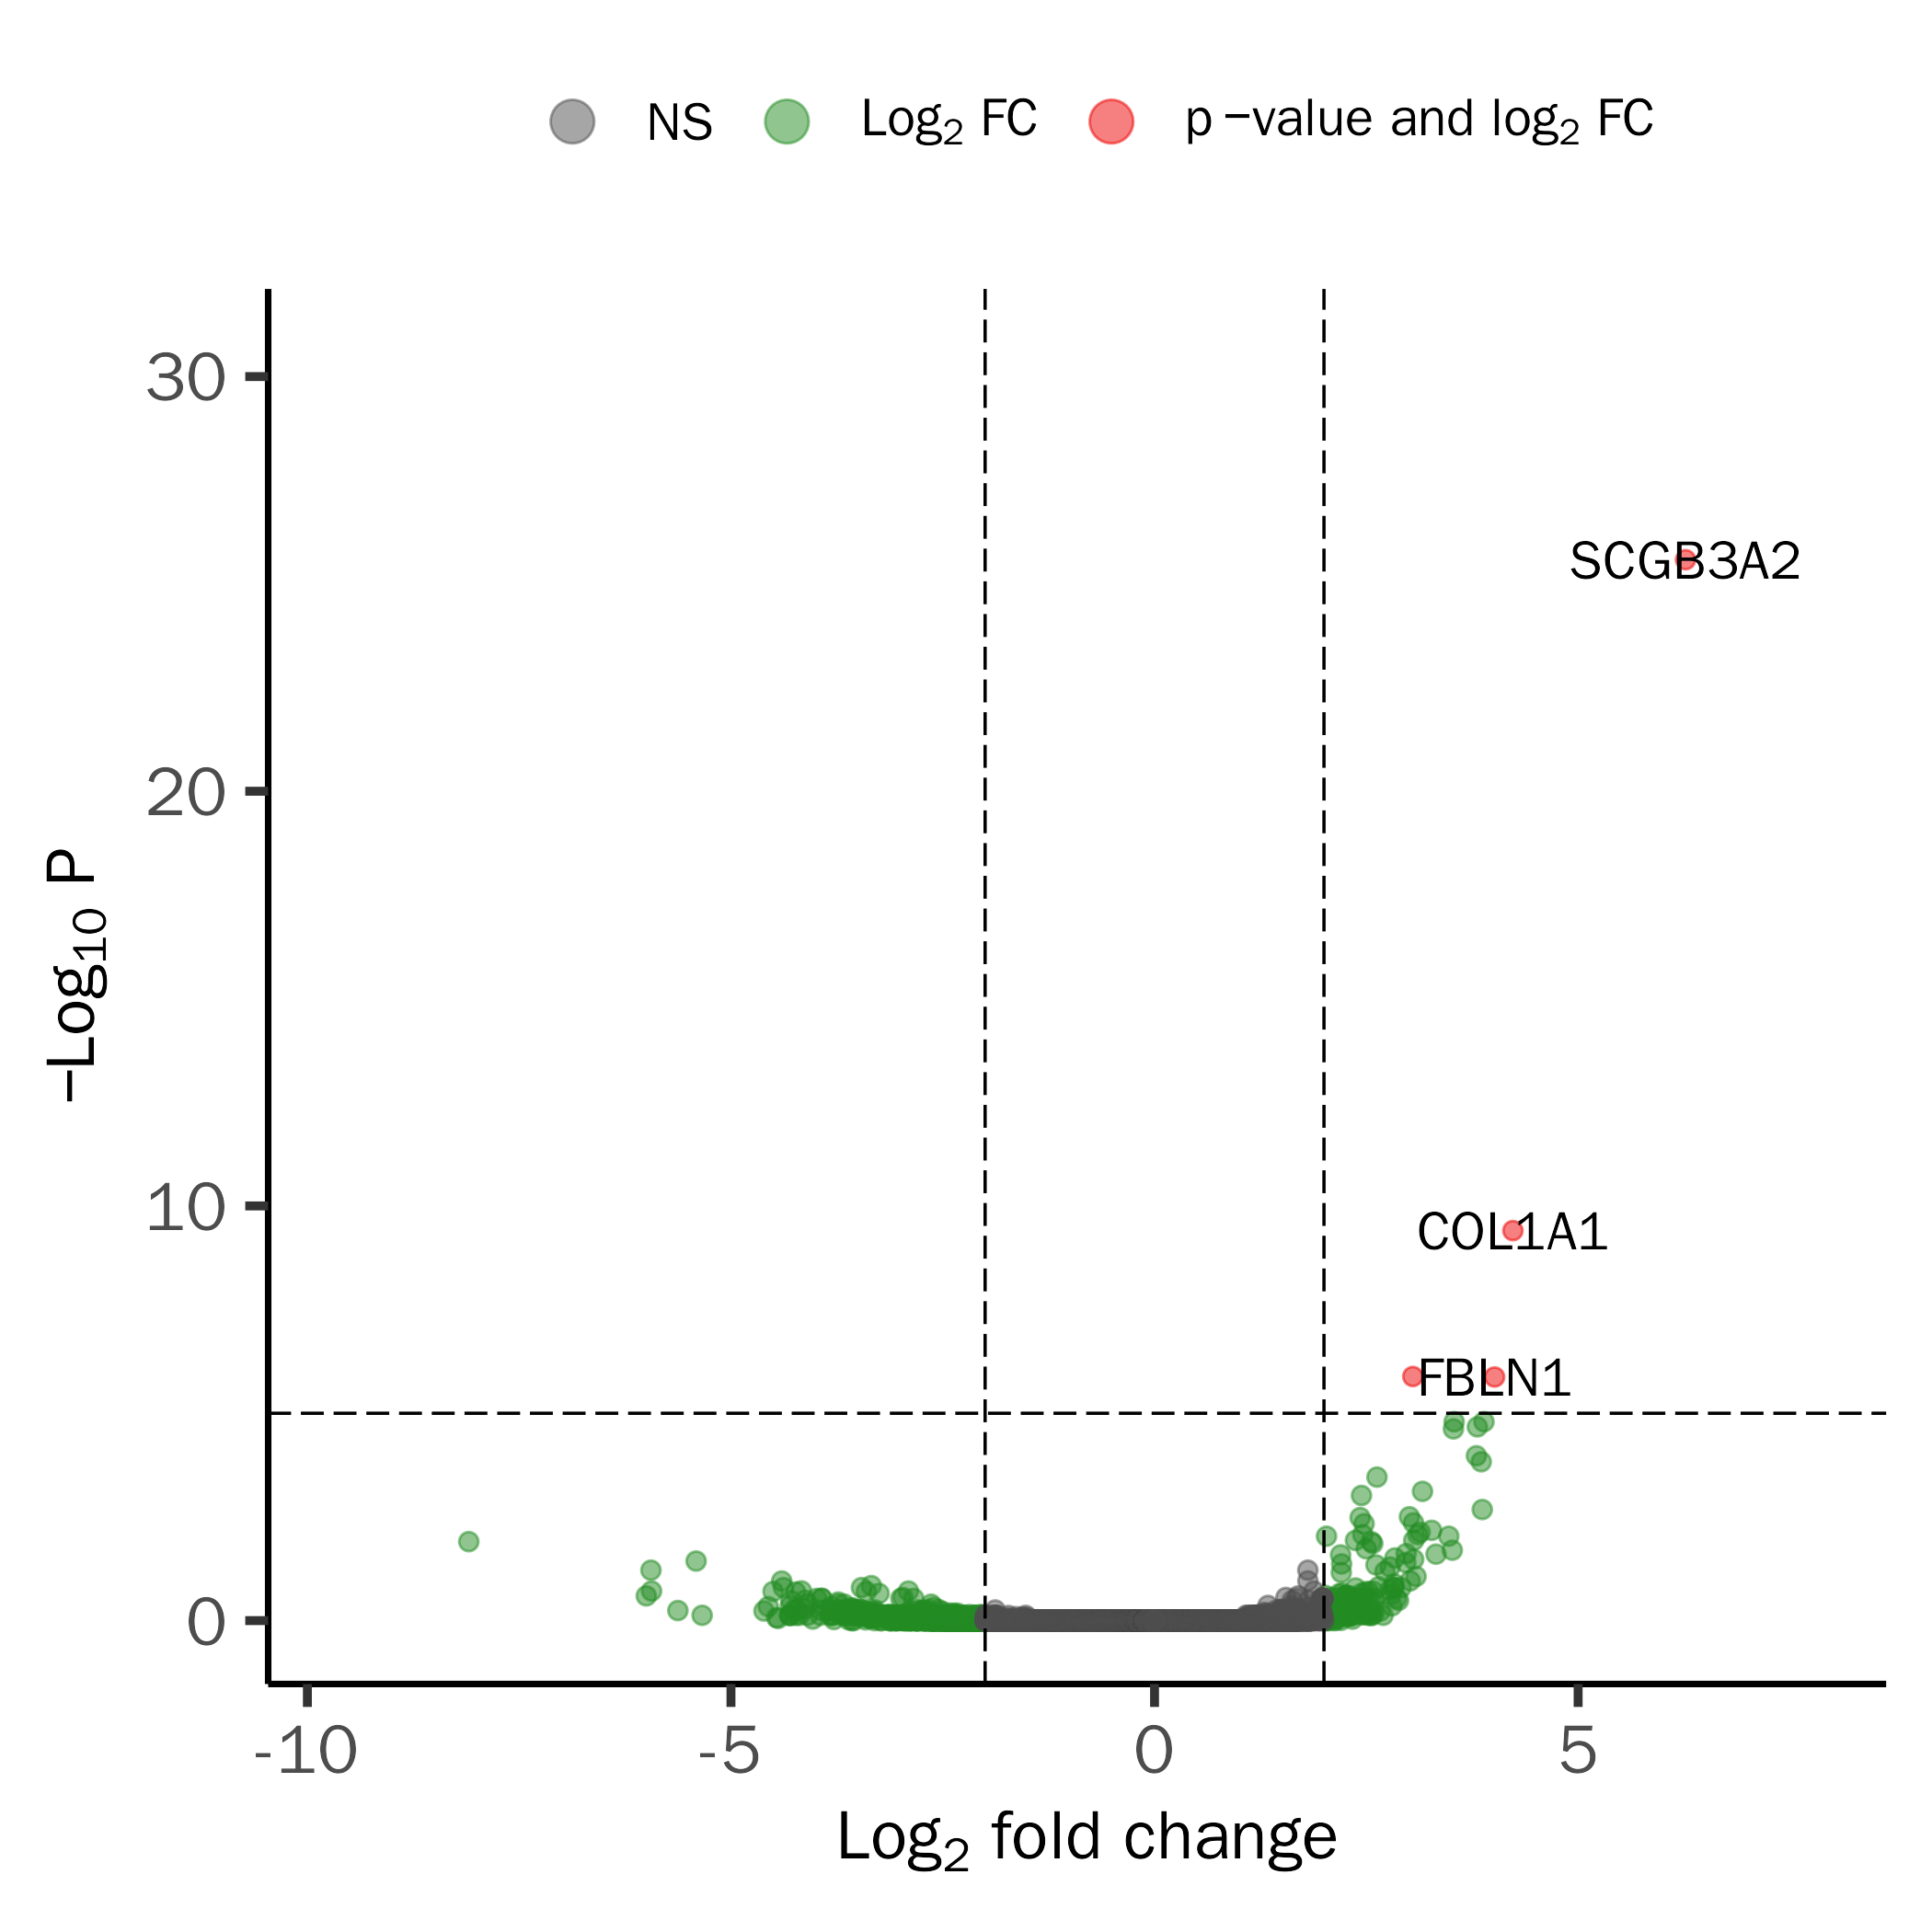 NS Log₂ FC p −value and log₂ FC
30
20
10
0
−Log₁₀ P
SCGB3A2
COL1A1
FBLN1
-10 -5 0 5
Log₂ fold change